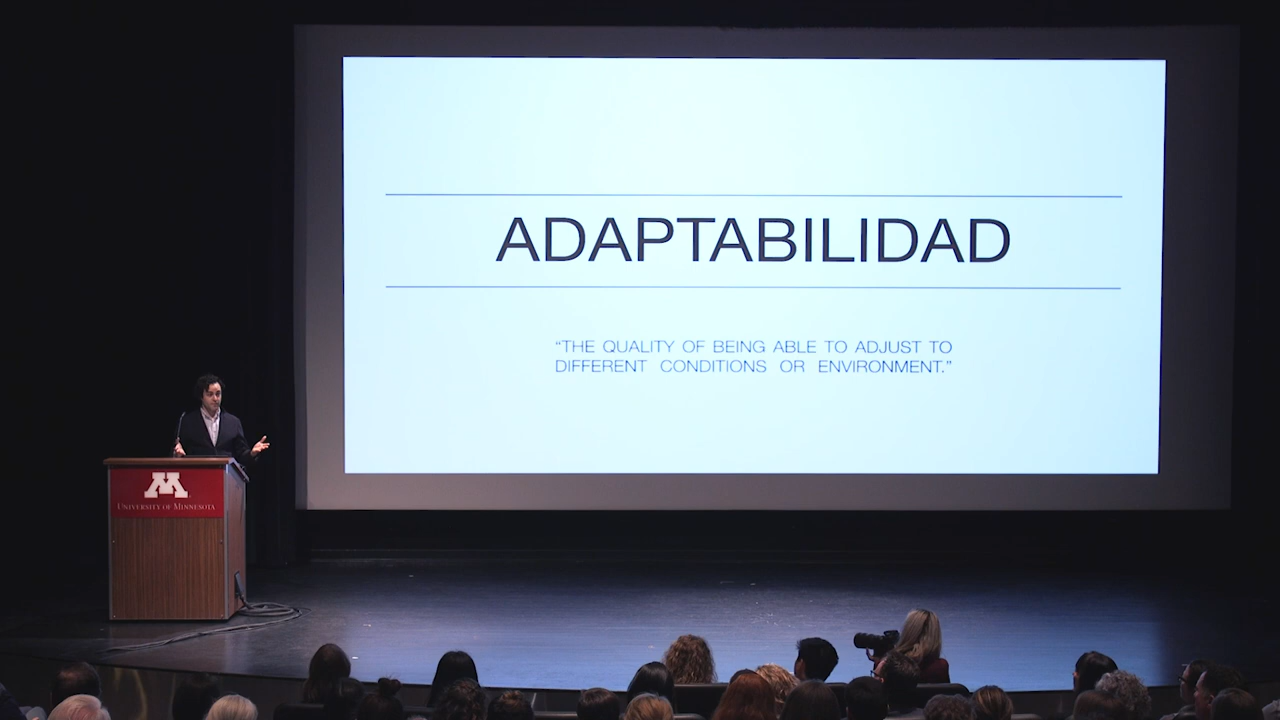 ADAPTABILIDAD
“THE QUALITY OF BEING ABLE TO ADJUST TO
DIFFERENT CONDITIONS OR ENVIRONMENT.”
M
UNIVERSITY OF MINNESOTA